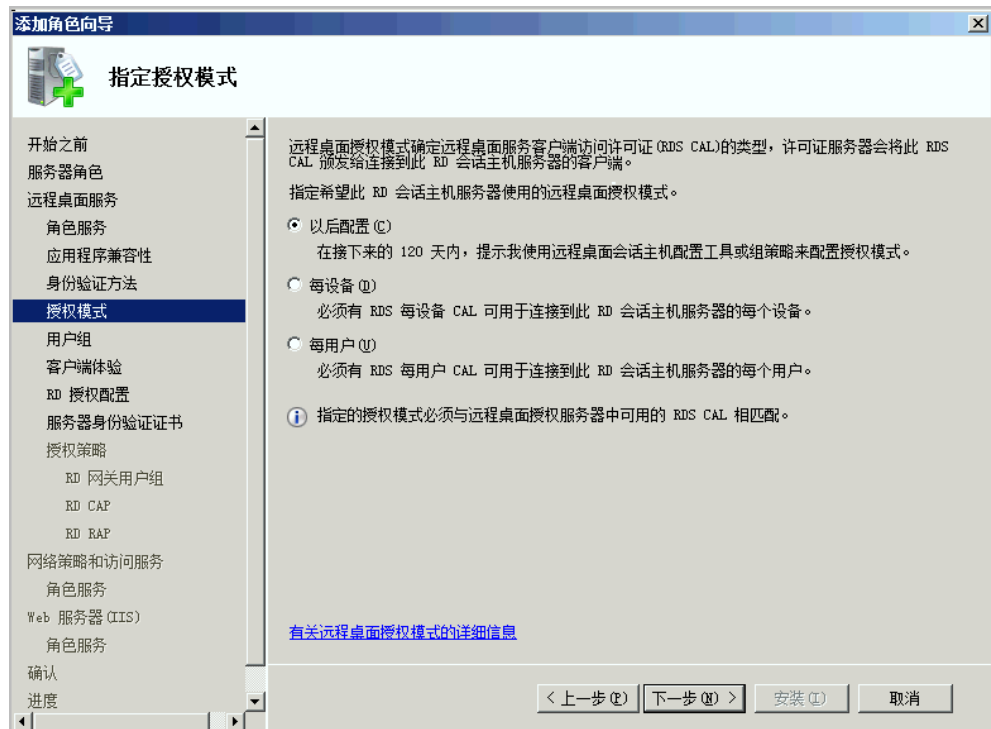 添加角色向导
指定授权模式
开始之前
服务器角色
远程桌面服务
角色服务
应用程序兼容性
身份验证方法
授权模式
用户组
客户端体验
RD 授权配置
服务器身份验证证书
授权策略
RD 网关用户组
RD CAP
RD RAP
网络策略和访问服务
角色服务
Web 服务器(IIS)
角色服务
确认
进度
远程桌面授权模式确定远程桌面服务客户端访问许可证(RDS CAL)的类型，许可证服务器会将此 RDS
CAL 颁发给连接到此 RD 会话主机服务器的客户端。
指定希望此 RD 会话主机服务器使用的远程桌面授权模式。
以后配置(C)
在接下来的 120 天内，提示我使用远程桌面会话主机配置工具或组策略来配置授权模式。
每设备(D)
必须有 RDS 每设备 CAL 可用于连接到此 RD 会话主机服务器的每个设备。
每用户(U)
必须有 RDS 每用户 CAL 可用于连接到此 RD 会话主机服务器的每个用户。
指定的授权模式必须与远程桌面授权服务器中可用的 RDS CAL 相匹配。
有关远程桌面授权模式的详细信息
< 上一步(P) 下一步(N) > 安装(I) 取消